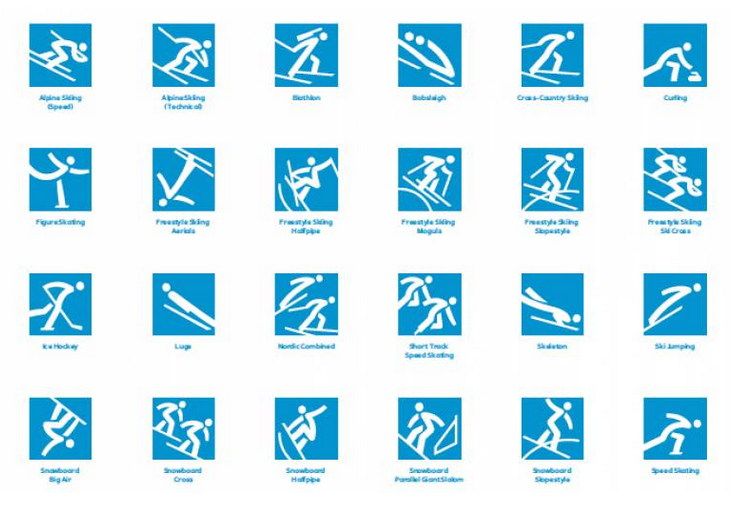 Alpine Skiing
(Speed)
Alpine Skiing
(Technical)
Biathlon
Bobsleigh
Cross-Country Skiing
Curling
Figure Skating
Freestyle Skiing
Aerials
Freestyle Skiing
Halfpipe
Freestyle Skiing
Moguls
Freestyle Skiing
Slopestyle
Freestyle Skiing
Ski Cross
Ice Hockey
Luge
Nordic Combined
Short Track
Speed Skating
Skeleton
Ski Jumping
Snowboard
Big Air
Snowboard
Cross
Snowboard
Halfpipe
Snowboard
Parallel Giant Slalom
Snowboard
Slopestyle
Speed Skating